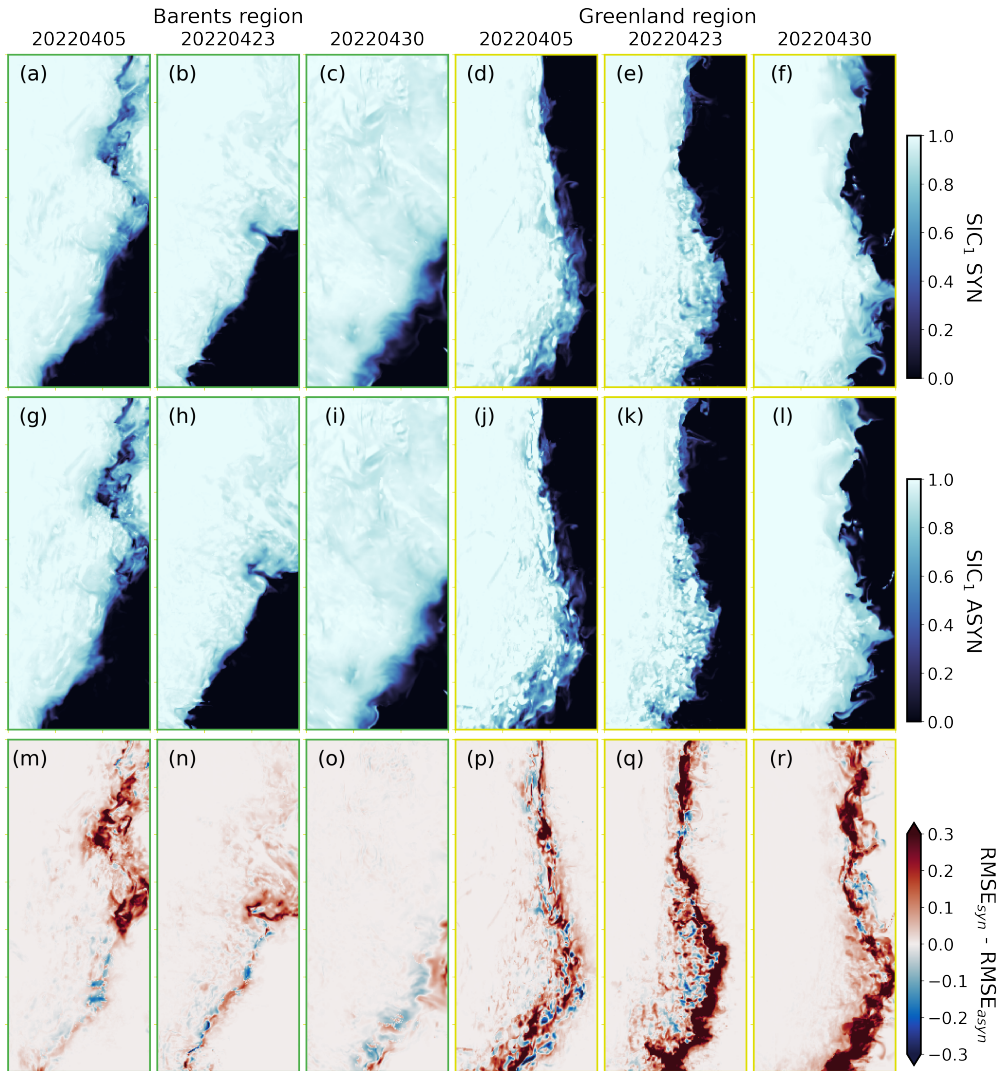 Barents region Greenland region
20220405 20220423 20220430 20220405 20220423 20220430
(a) (b) (c) (d) (e) (f)
1.0
0.8
0.6
0.4
0.2
0.0
SIC₁ SYN
(g) (h) (i) (j) (k) (l)
1.0
0.8
0.6
0.4
0.2
0.0
SIC₁ ASYN
(m) (n) (o) (p) (q) (r)
0.3
0.2
0.1
0.0
−0.1
−0.2
−0.3
RMSE_syn - RMSE_asyn